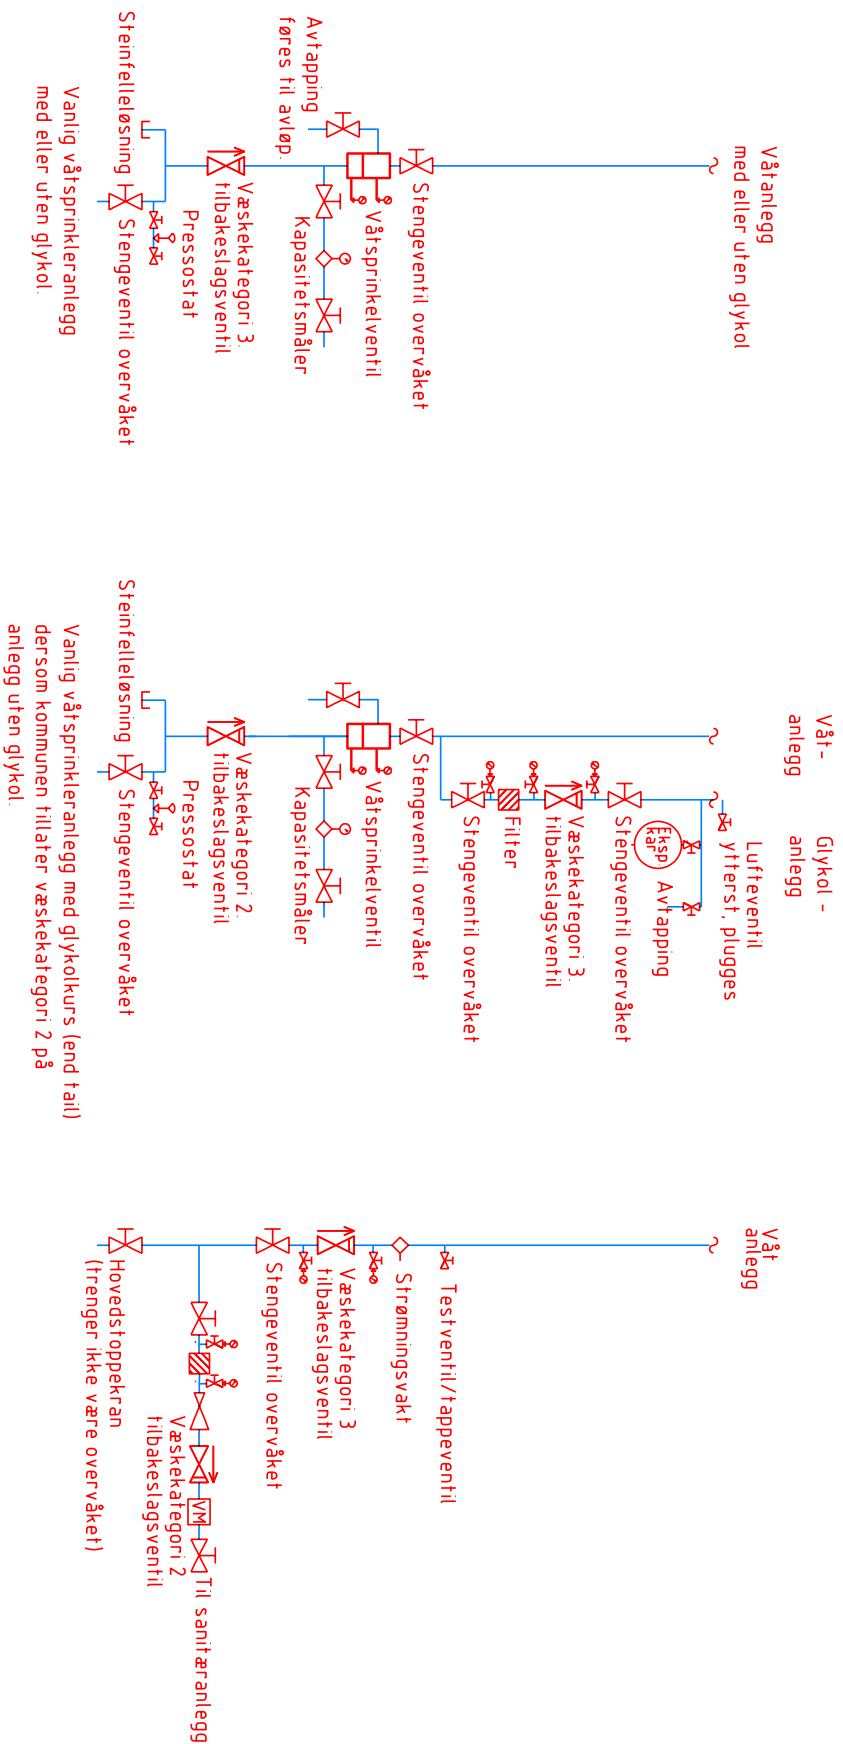 Våtanlegg
med eller uten glykol
Stengeventil overvåket
Våtsprinkelventil
Avtapping
føres til avløp.
Kapasitetsmåler
Væskekategori 3.
tilbakeslagsventil
Pressostat
Steinfelleløsning
Stengeventil overvåket
Vanlig våtsprinkleranlegg
med eller uten glykol.
Våt-
anlegg
Glykol -
anlegg
Lufteventil
ytterst, plugges
Eksp.
kar
Avtapping
Stengeventil overvåket
Væskekategori 3.
tilbakeslagsventil
Filter
Stengeventil overvåket
Stengeventil overvåket
Våtsprinkelventil
Kapasitetsmåler
Væskekategori 2.
tilbakeslagsventil
Pressostat
Steinfelleløsning
Stengeventil overvåket
Vanlig våtsprinkleranlegg med glykolkurs (end tail)
dersom kommunen tillater væskekategori 2 på
anlegg uten glykol.
Våt
anlegg
Testventil/tappeventil
Strømningsvakt
Væskekategori 3
tilbakeslagsventil
Stengeventil overvåket
VM
Til sanitæranlegg
Væskekategori 2
tilbakeslagsventil
Hovedstoppekran
(trenger ikke være overvåket)